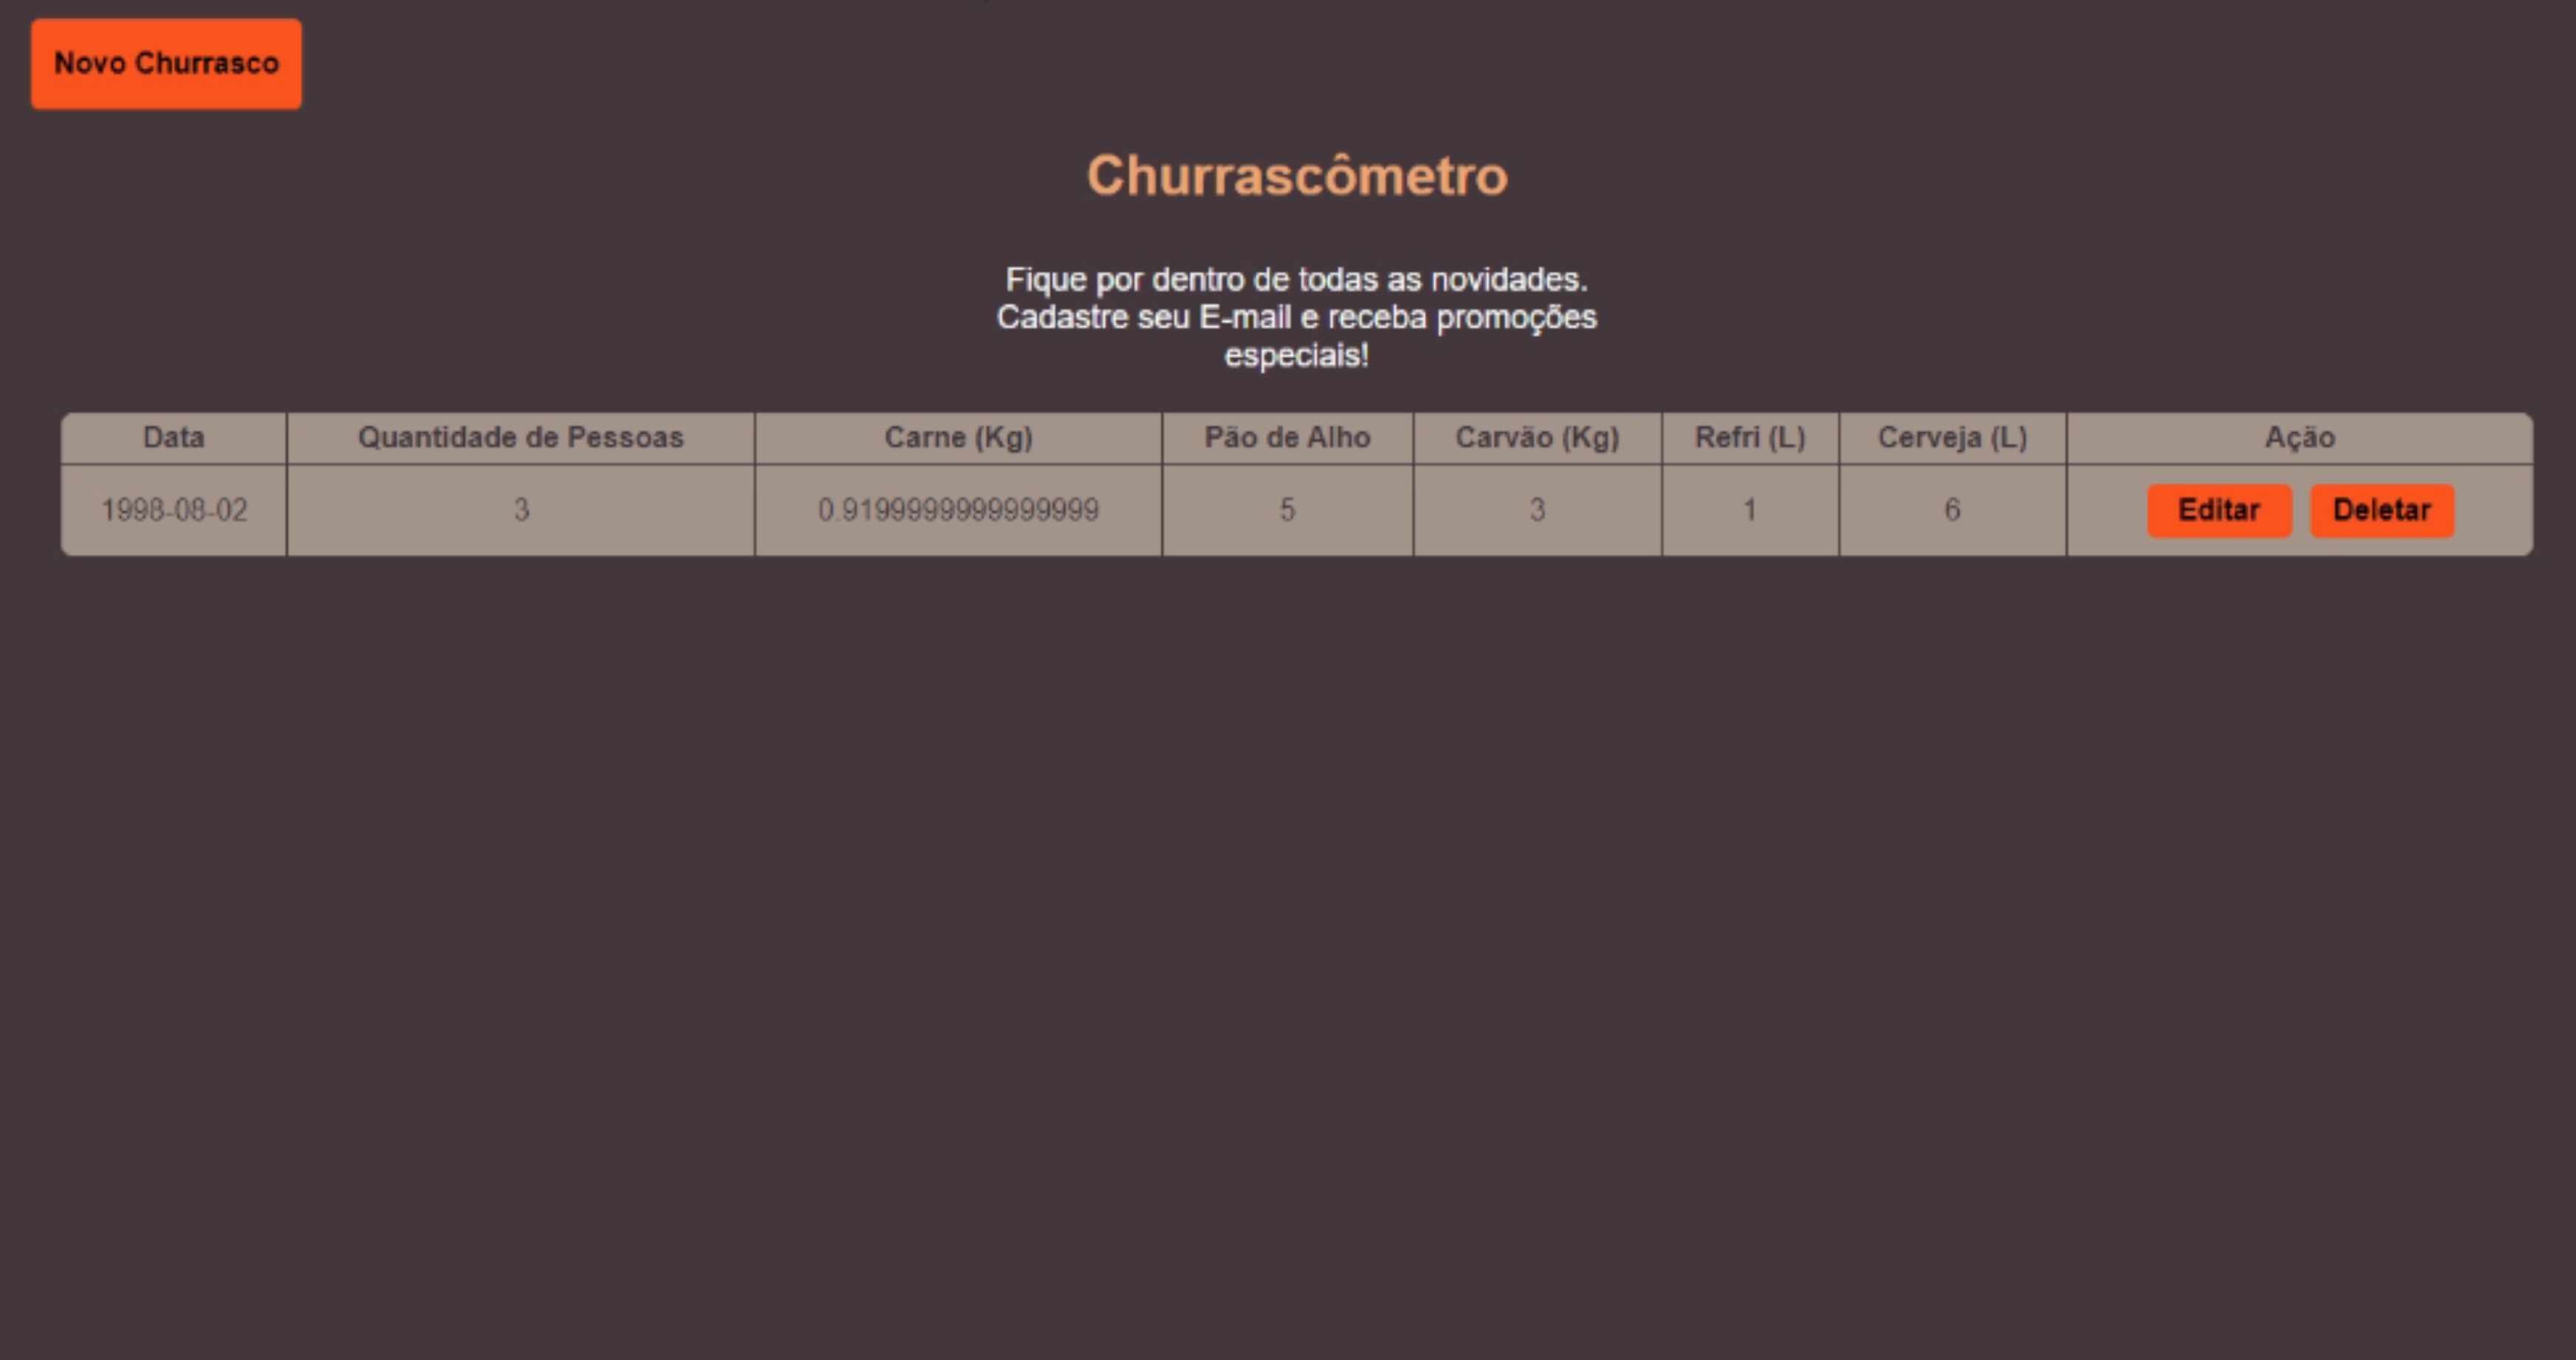 Novo Churrasco
Churrascômetro
Fique por dentro de todas as novidades.
Cadastre seu E-mail e receba promoções
especiais!
Data Quantidade de Pessoas Carne (Kg) Pão de Alho Carvão (Kg) Refri (L) Cerveja (L) Ação
1998-08-02 3 0.9199999999999999 5 3 1 6 Editar Deletar